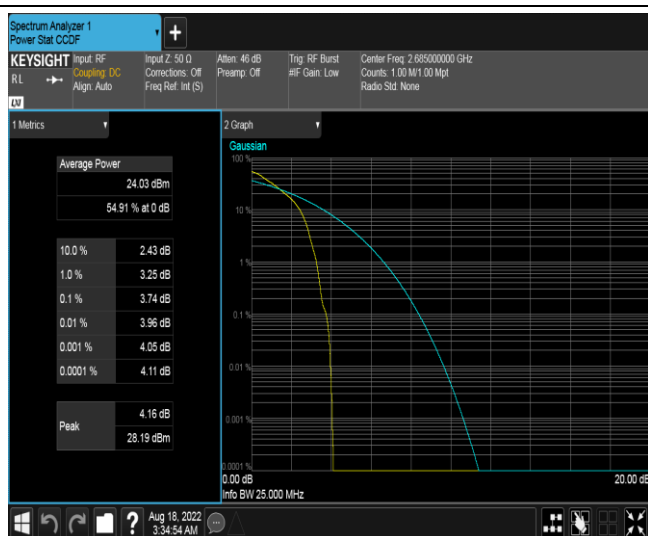 Spectrum Analyzer 1
Power Stat CCDF
KEYSIGHT
RL
LXI
Input: RF
Coupling: DC
Align: Auto
Input Z: 50 Ω
Corrections: Off
Freq Ref: Int (S)
Atten: 46 dB
Preamp: Off
Trig: RF Burst
#IF Gain: Low
Center Freq: 2.685000000 GHz
Counts: 1.00 M/1.00 Mpt
Radio Std: None
1 Metrics
Average Power
24.03 dBm
54.91 % at 0 dB
10.0 % 2.43 dB
1.0 % 3.25 dB
0.1 % 3.74 dB
0.01 % 3.96 dB
0.001 % 4.05 dB
0.0001 % 4.11 dB
Peak
4.16 dB
28.19 dBm
2 Graph
Gaussian
100 %
10 %
1 %
0.1 %
0.01 %
0.001 %
0.0001 %
0.00 dB
20.00 dB
Info BW 25.000 MHz
?
Aug 18, 2022
3:34:54 AM